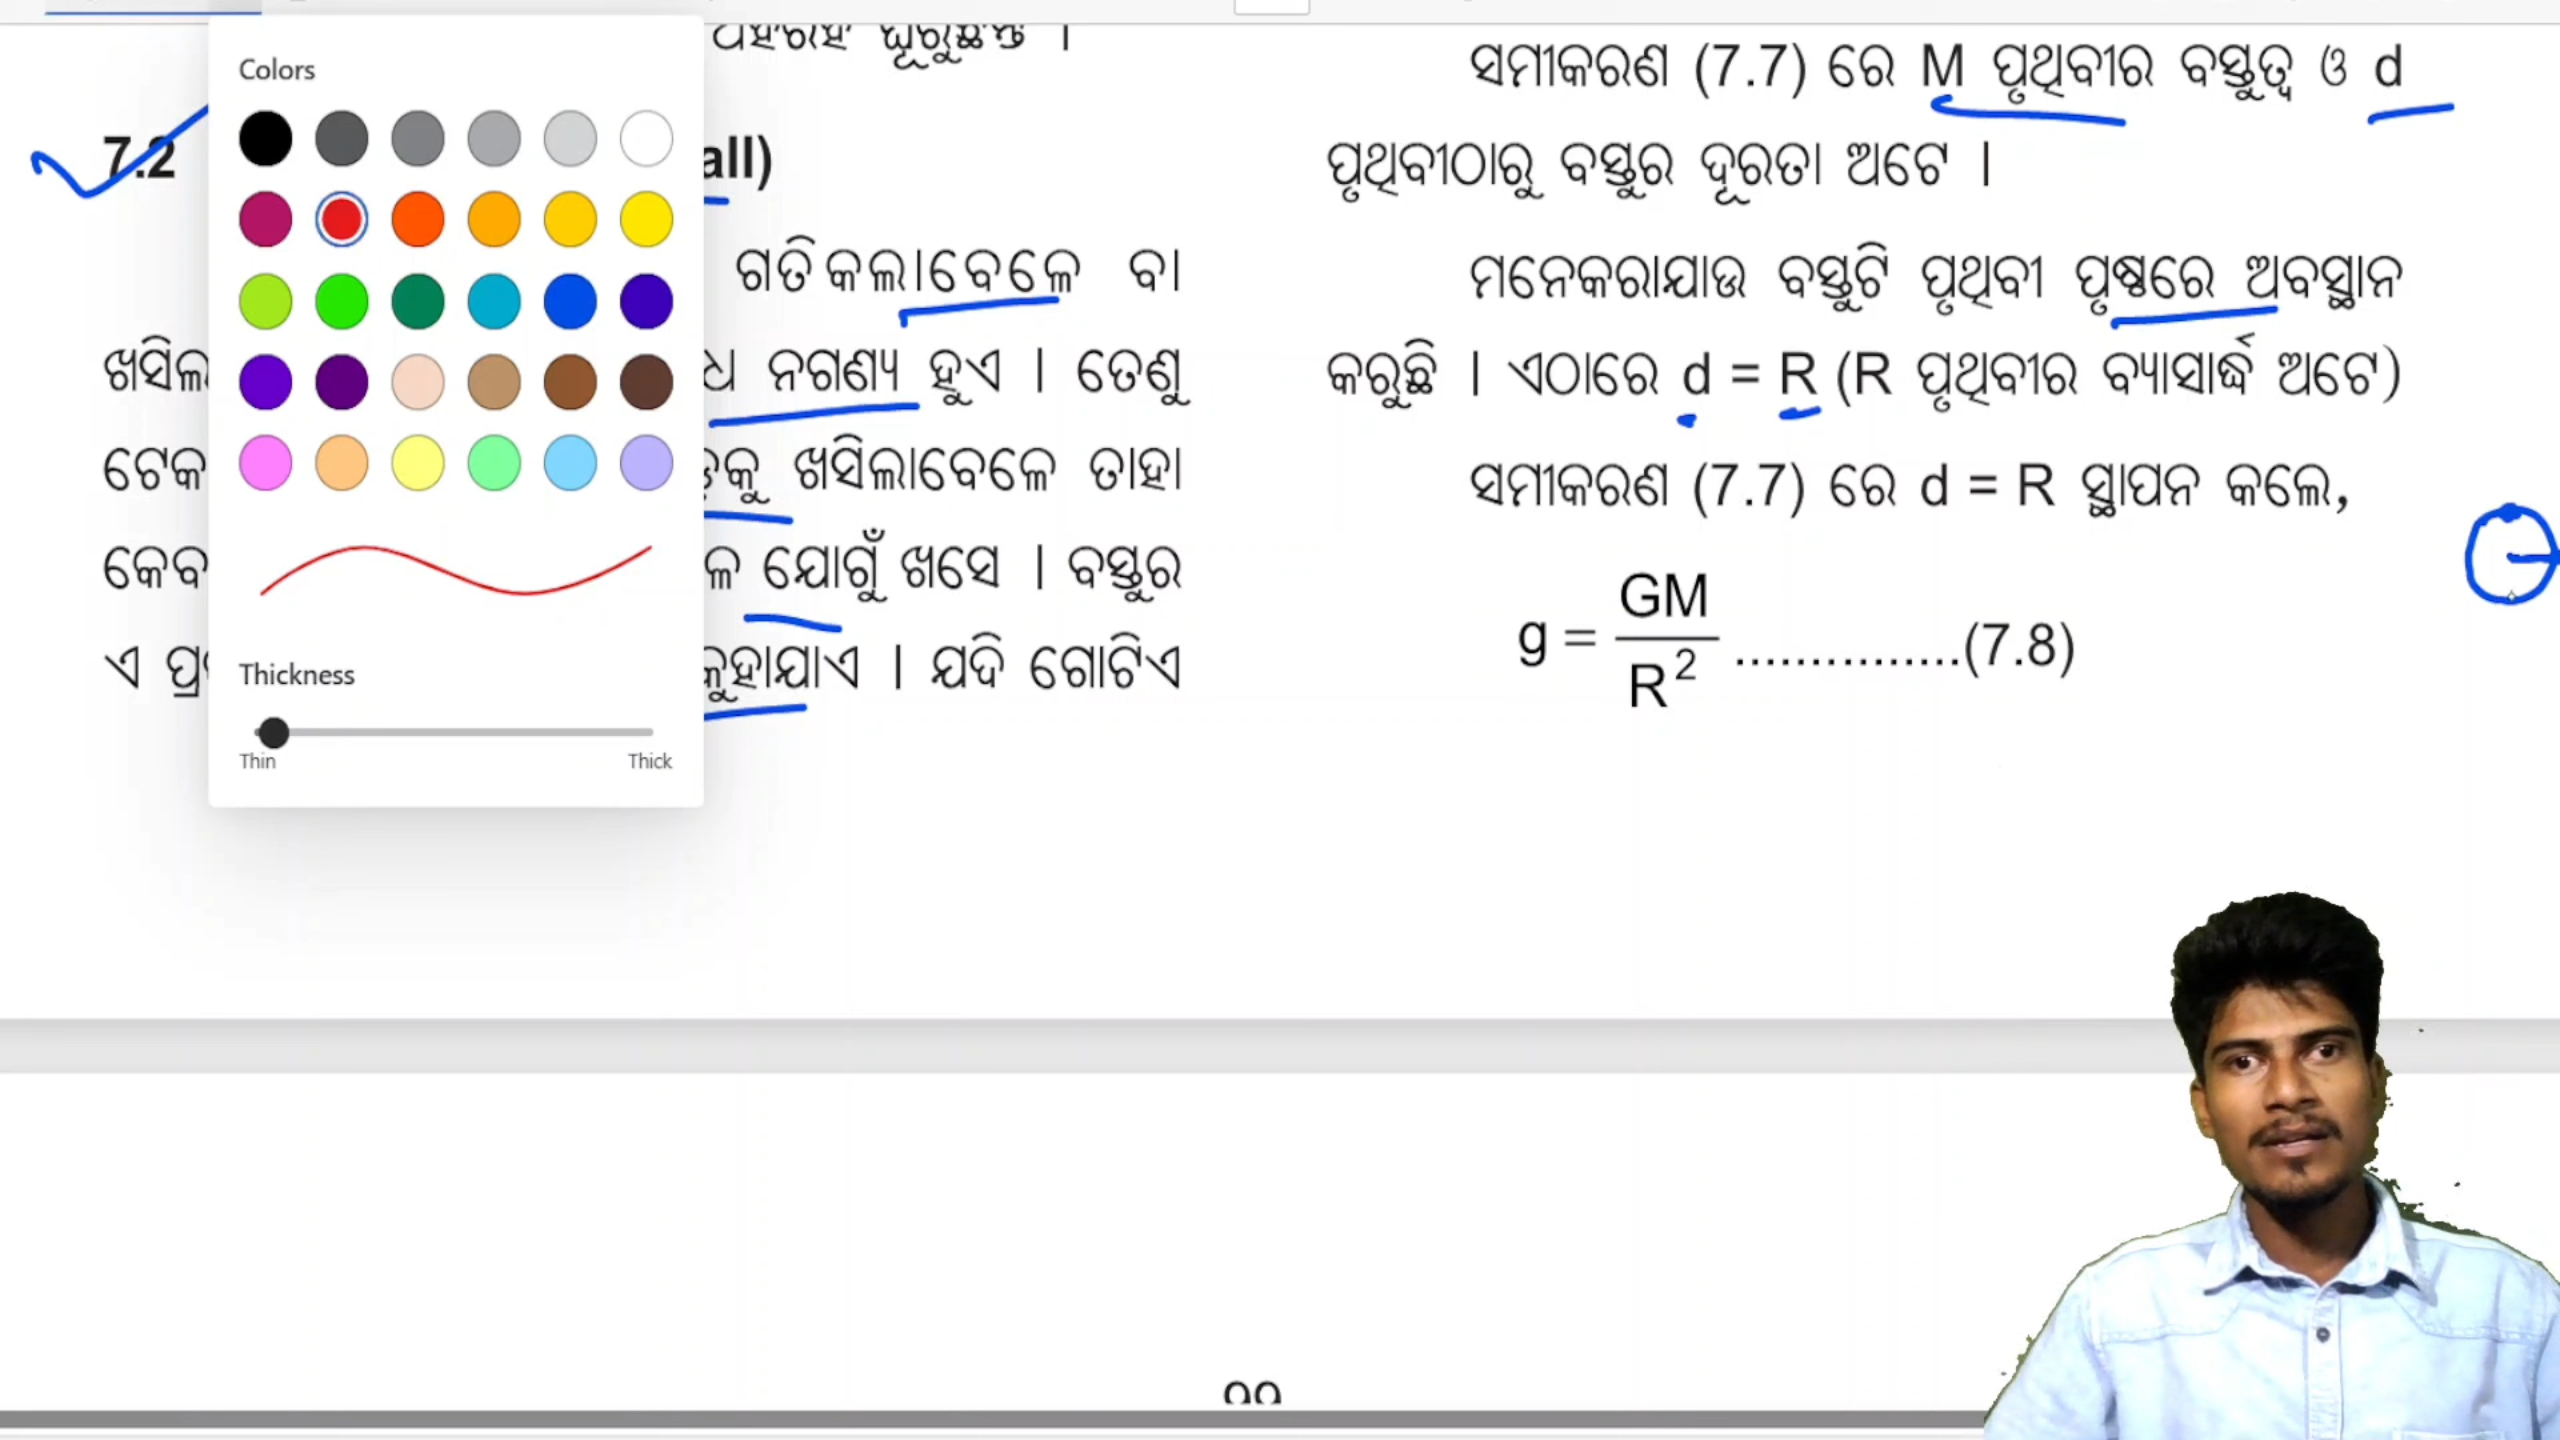 Colors
Thickness
Thin
Thick
7.2
all)
ଗତିକଲାବେଳେ ବା
ନଗଣ୍ୟ ହୁଏ । ତେଣୁ
ଖସିଲାବେଳେ ତାହା
ଯୋଗୁଁ ଖସେ । ବସ୍ତୁର
କୁହାଯାଏ । ଯଦି ଗୋଟିଏ
ସମୀକରଣ (7.7) ରେ M ପୃଥିବୀର ବସ୍ତୁତ୍ୱ ଓ d
ପୃଥିବୀଠାରୁ ବସ୍ତୁର ଦୂରତା ଅଟେ ।
ମନେକରାଯାଉ ବସ୍ତୁଟି ପୃଥିବୀ ପୃଷ୍ଠରେ ଅବସ୍ଥାନ
କରୁଛି । ଏଠାରେ d = R (R ପୃଥିବୀର ବ୍ୟାସାର୍ଦ୍ଧ ଅଟେ)
ସମୀକରଣ (7.7) ରେ d = R ସ୍ଥାପନ କଲେ,
g = GM / R² ...............(7.8)